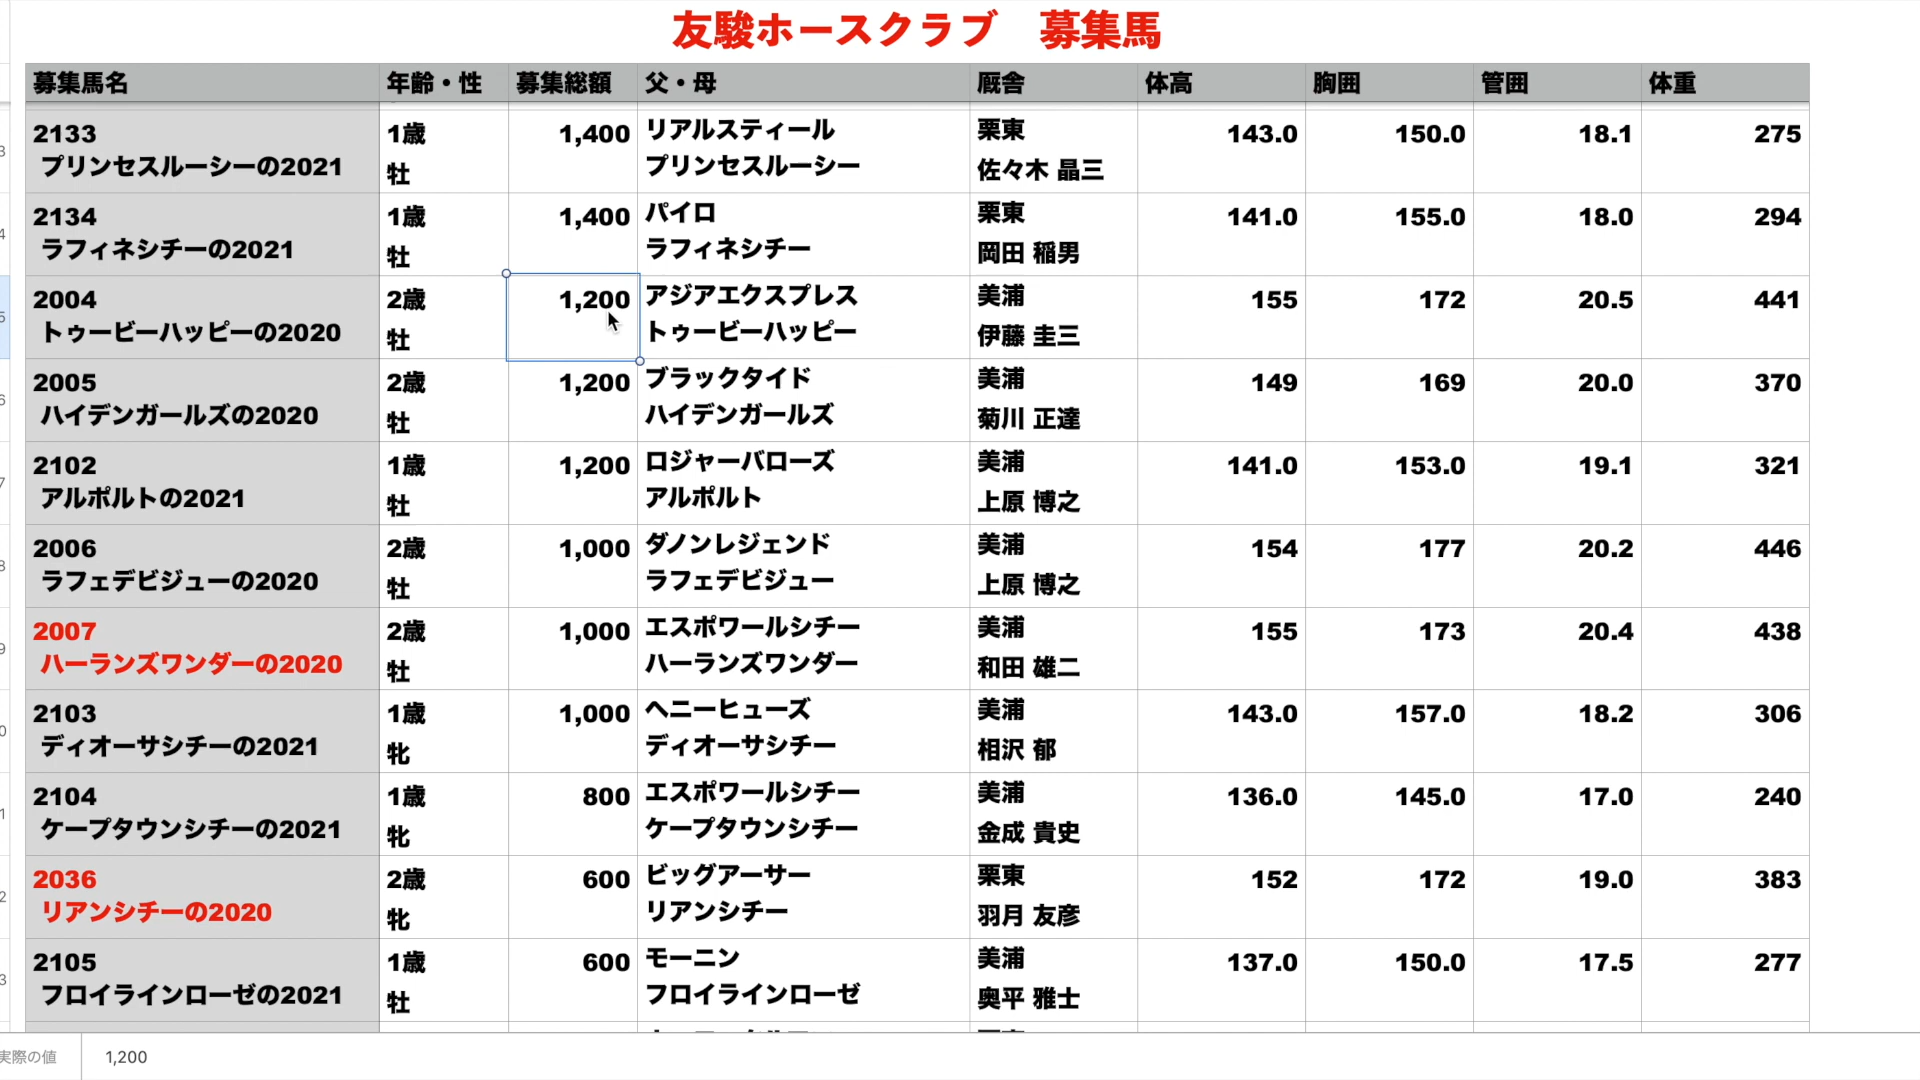 友駿ホースクラブ 募集馬
募集馬名 年齢・性 募集総額 父・母 厩舎 体高 胸囲 管囲 体重
2133 1歳 1,400 リアルスティール 栗東 143.0 150.0 18.1 275
プリンセスルーシーの2021 牡 プリンセスルーシー 佐々木 晶三
2134 1歳 1,400 パイロ 栗東 141.0 155.0 18.0 294
ラフィネシチーの2021 牡 ラフィネシチー 岡田 稲男
2004 2歳 1,200 アジアエクスプレス 美浦 155 172 20.5 441
トゥービーハッピーの2020 牡 トゥービーハッピー 伊藤 圭三
2005 2歳 1,200 ブラックタイド 美浦 149 169 20.0 370
ハイデンガールズの2020 牡 ハイデンガールズ 菊川 正達
2102 1歳 1,200 ロジャーバローズ 美浦 141.0 153.0 19.1 321
アルポルトの2021 牡 アルポルト 上原 博之
2006 2歳 1,000 ダノンレジェンド 美浦 154 177 20.2 446
ラフェデビジューの2020 牡 ラフェデビジュー 上原 博之
2007 2歳 1,000 エスポワールシチー 美浦 155 173 20.4 438
ハーランズワンダーの2020 牡 ハーランズワンダー 和田 雄二
2103 1歳 1,000 ヘニーヒューズ 美浦 143.0 157.0 18.2 306
ディオーサシチーの2021 牝 ディオーサシチー 相沢 郁
2104 1歳 800 エスポワールシチー 美浦 136.0 145.0 17.0 240
ケープタウンシチーの2021 牝 ケープタウンシチー 金成 貴史
2036 2歳 600 ビッグアーサー 栗東 152 172 19.0 383
リアンシチーの2020 牝 リアンシチー 羽月 友彦
2105 1歳 600 モーニン 美浦 137.0 150.0 17.5 277
フロイラインローゼの2021 牡 フロイラインローゼ 奥平 雅士
実際の値 1,200